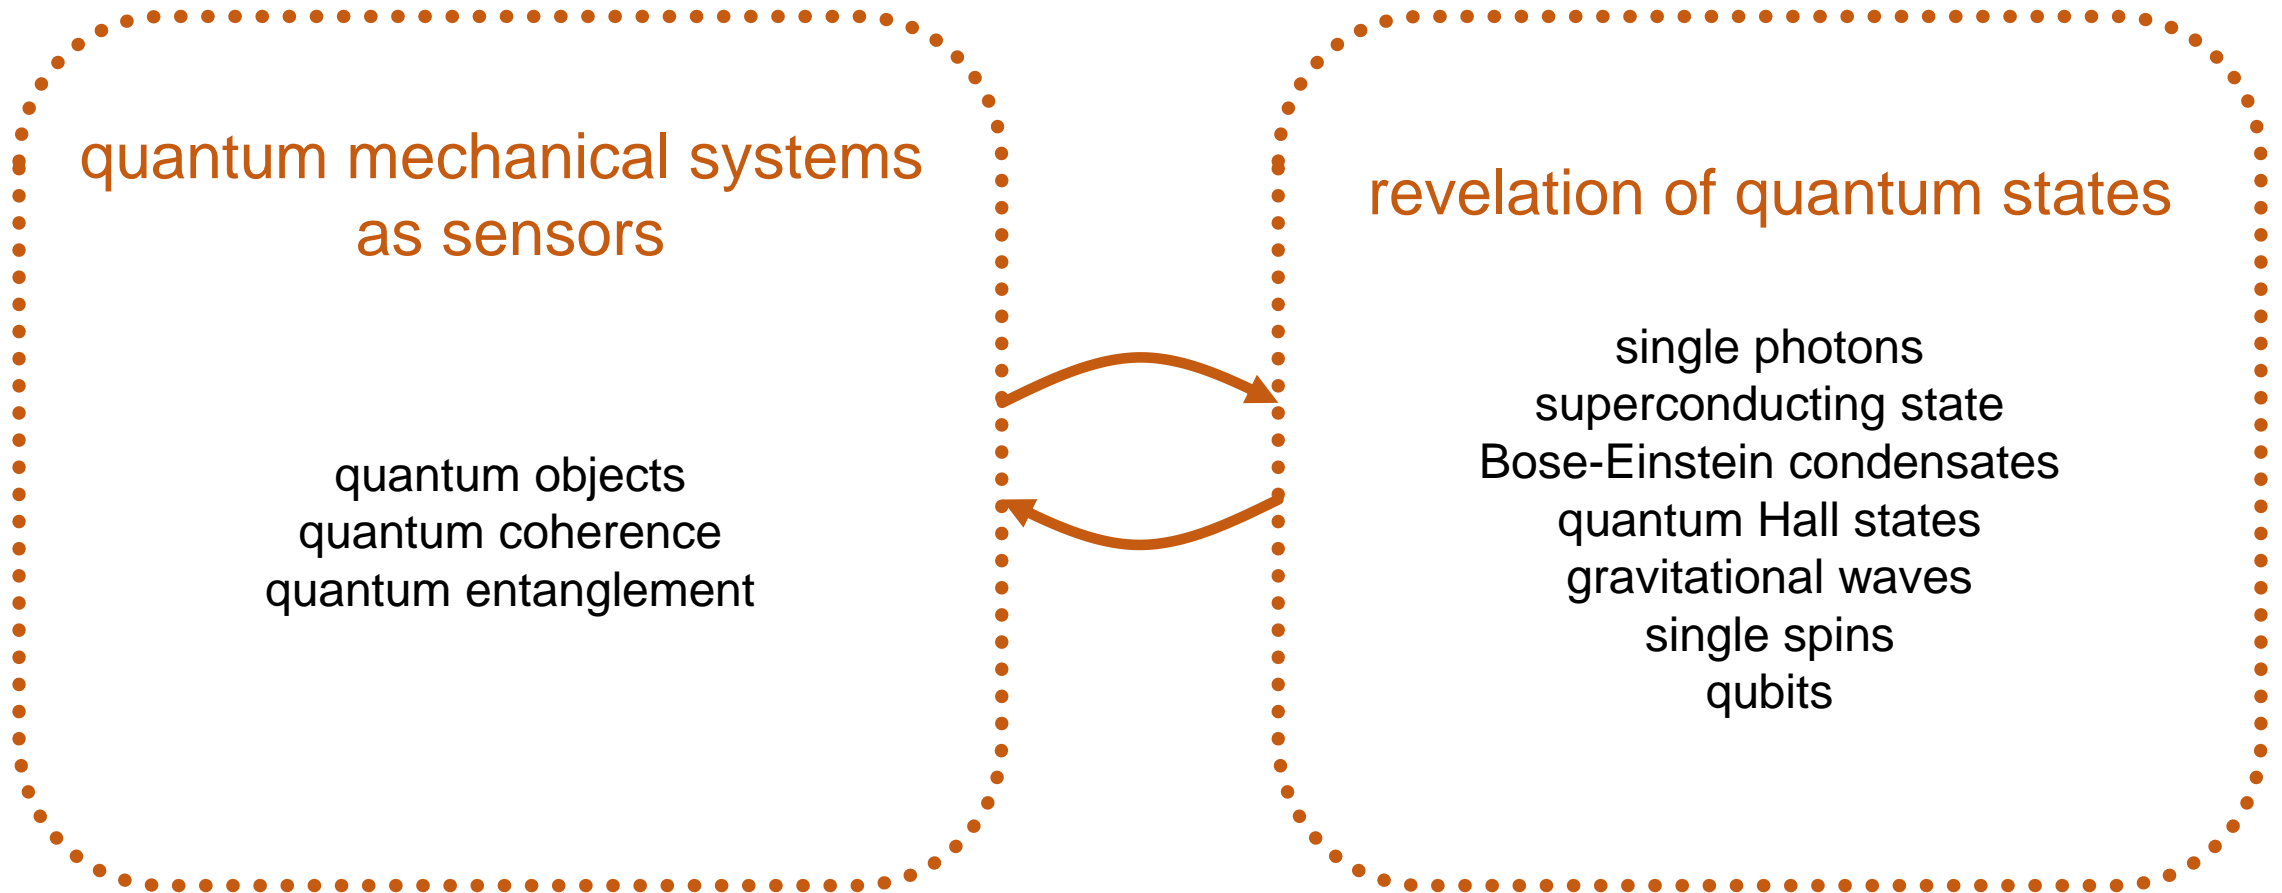 quantum mechanical systems
as sensors
quantum objects
quantum coherence
quantum entanglement
revelation of quantum states
single photons
superconducting state
Bose-Einstein condensates
quantum Hall states
gravitational waves
single spins
qubits